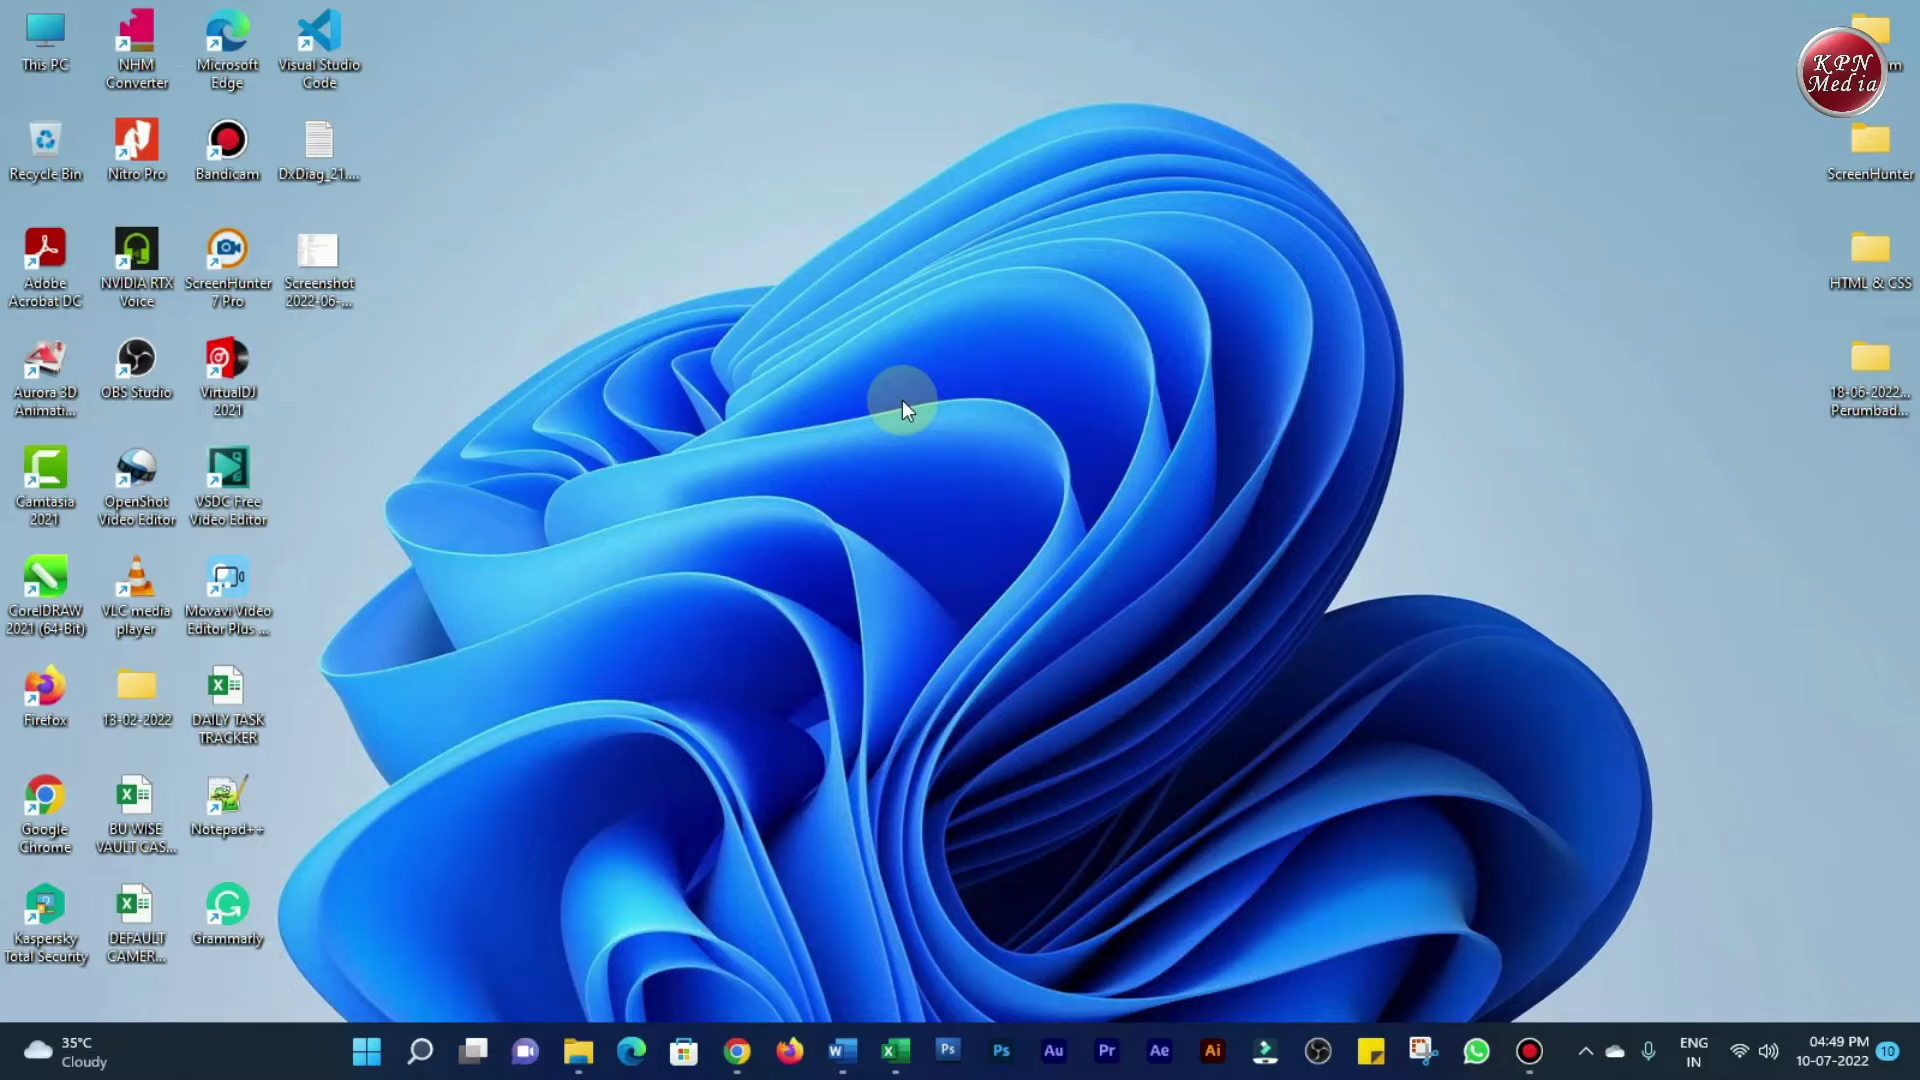 This PC
NHM
Converter
Microsoft
Edge
Visual Studio
Code
Recycle Bin
Nitro Pro
Bandicam
DxDiag_21....
Adobe
Acrobat DC
NVIDIA RTX
Voice
ScreenHunter
7 Pro
Screenshot
2022-06-...
Aurora 3D
Animati...
OBS Studio
VirtualDJ
2021
Camtasia
2021
OpenShot
Video Editor
VSDC Free
Video Editor
CorelDRAW
2021 (64-Bit)
VLC media
player
Movavi Video
Editor Plus ...
Firefox
13-02-2022
DAILY TASK
TRACKER
Google
Chrome
BU WISE
VAULT CAS...
Notepad++
Kaspersky
Total Security
DEFAULT
CAMER...
Grammarly
KPN
Media
ScreenHunter
HTML & CSS
18-06-2022...
Perumbad...
35°C
Cloudy
Ps
Ps
Au
Pr
Ae
Ai
ENG
IN
04:49 PM
10-07-2022
10